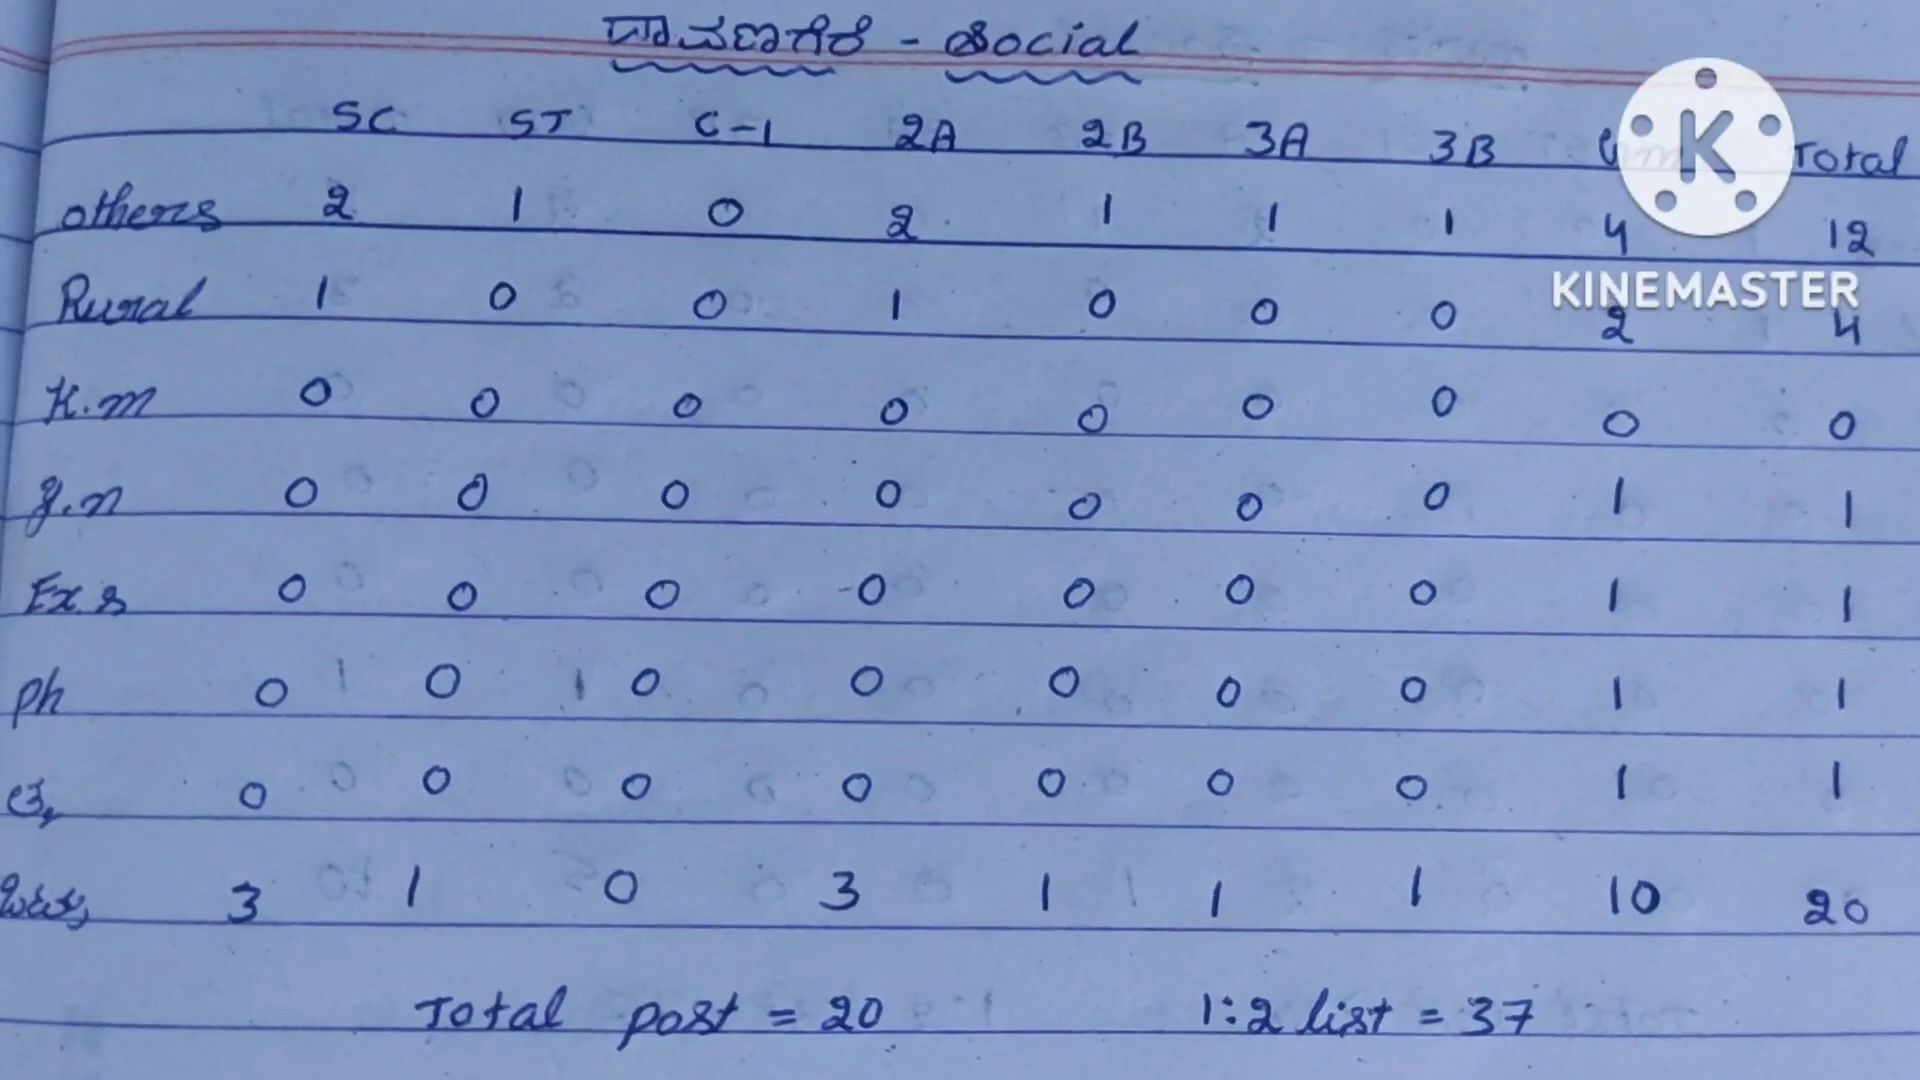 ದಾವಣಗೆರೆ - Social
SC ST C-1 2A 2B 3A 3B Total
others 2 1 0 2 1 1 1 4 12
K
KINEMASTER
Rural 1 0 0 1 0 0 0 2 4
K.m 0 0 0 0 0 0 0 0 0
0 0 0 0 0 0 0 1 1
Ex s 0 0 0 0 0 0 0 1 1
ph 0 0 0 0 0 0 0 1 1
0 0 0 0 0 0 0 1 1
ಒಟ್ಟು 3 1 0 3 1 1 1 10 20
Total post = 20 1:2 list = 37